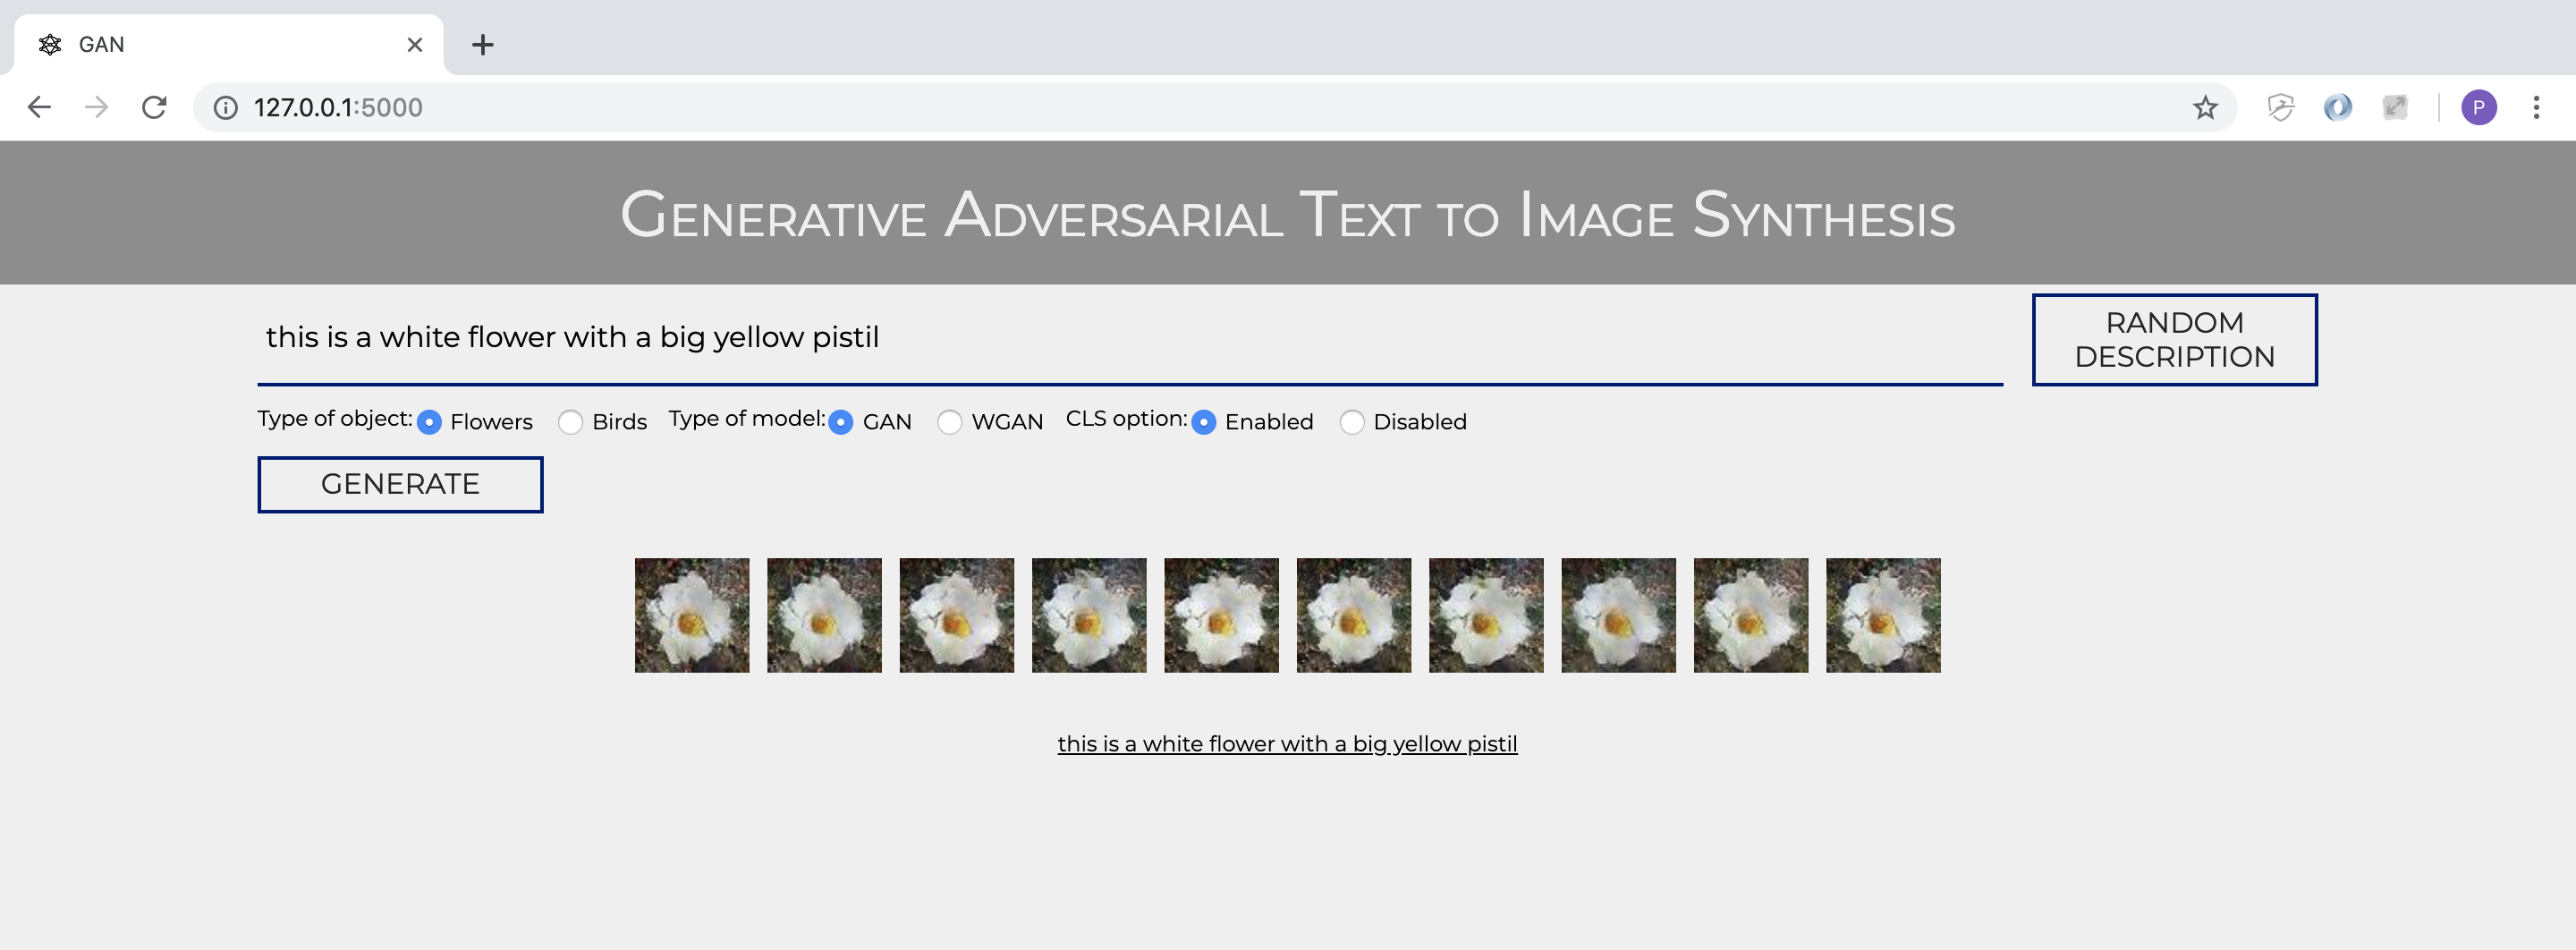 GAN
127.0.0.1:5000
P
Generative Adversarial Text to Image Synthesis
this is a white flower with a big yellow pistil
RANDOM
DESCRIPTION
Type of object: Flowers Birds Type of model: GAN WGAN CLS option: Enabled Disabled
GENERATE
this is a white flower with a big yellow pistil